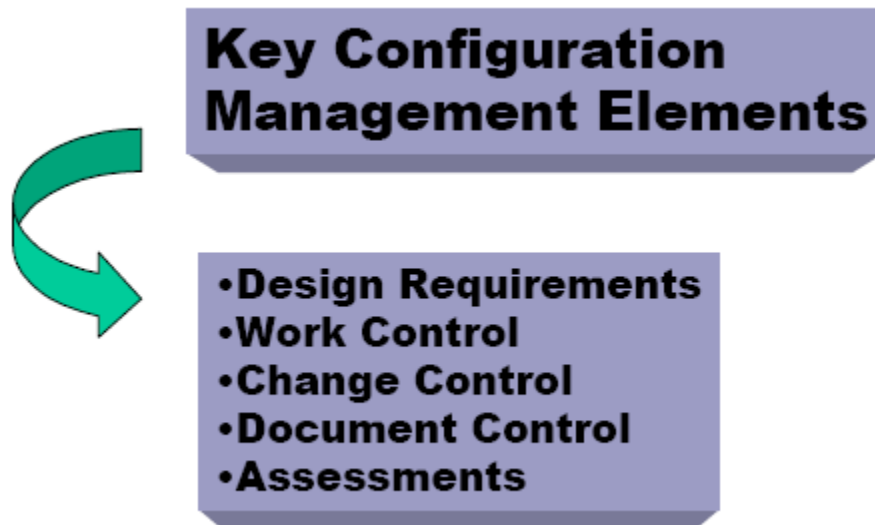 Key Configuration
Management Elements
•Design Requirements
•Work Control
•Change Control
•Document Control
•Assessments